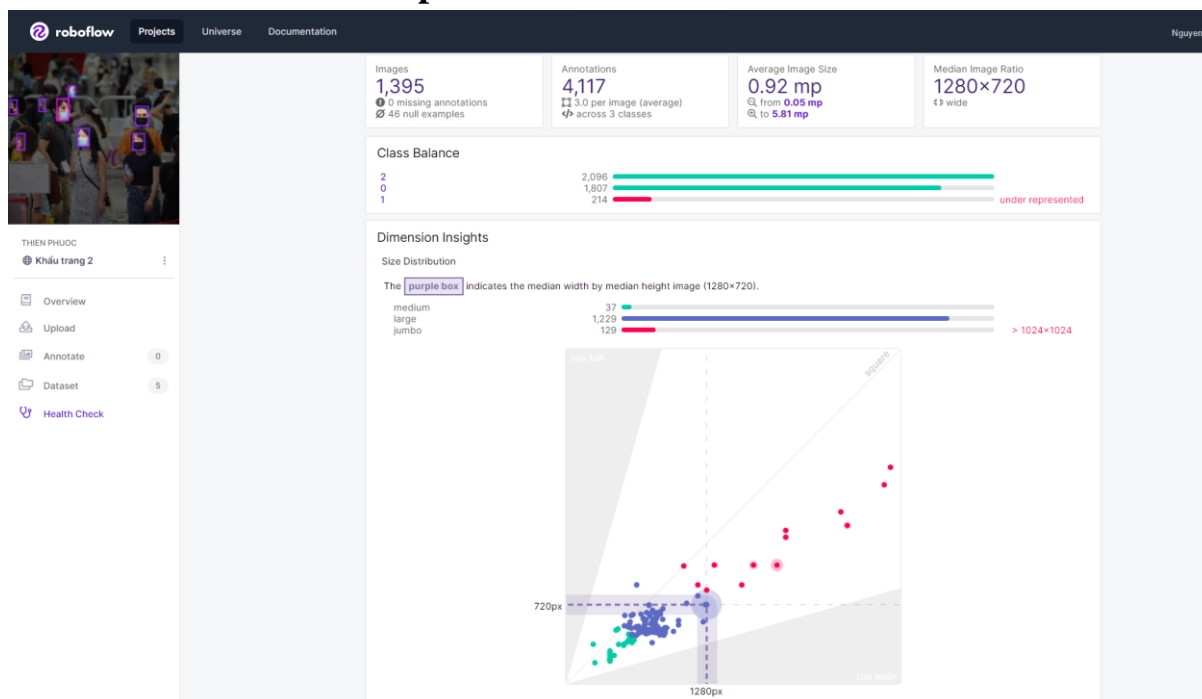 roboflow Projects Universe Documentation Nguyen
Images
1,395
0 missing annotations
46 null examples
Annotations
4,117
3.0 per image (average)
</> across 3 classes
Average Image Size
0.92 mp
from 0.05 mp
to 5.81 mp
Median Image Ratio
1280×720
wide
Class Balance
2 2,096
0 1,807
1 214 under represented
THIEN PHUOC
Khẩu trang 2
Overview
Upload
Annotate 0
Dataset 5
Health Check
Dimension Insights
Size Distribution
The purple box indicates the median width by median height image (1280×720).
medium 37
large 1,229
jumbo 129 > 1024×1024
too tall
square
720px
too wide
1280px